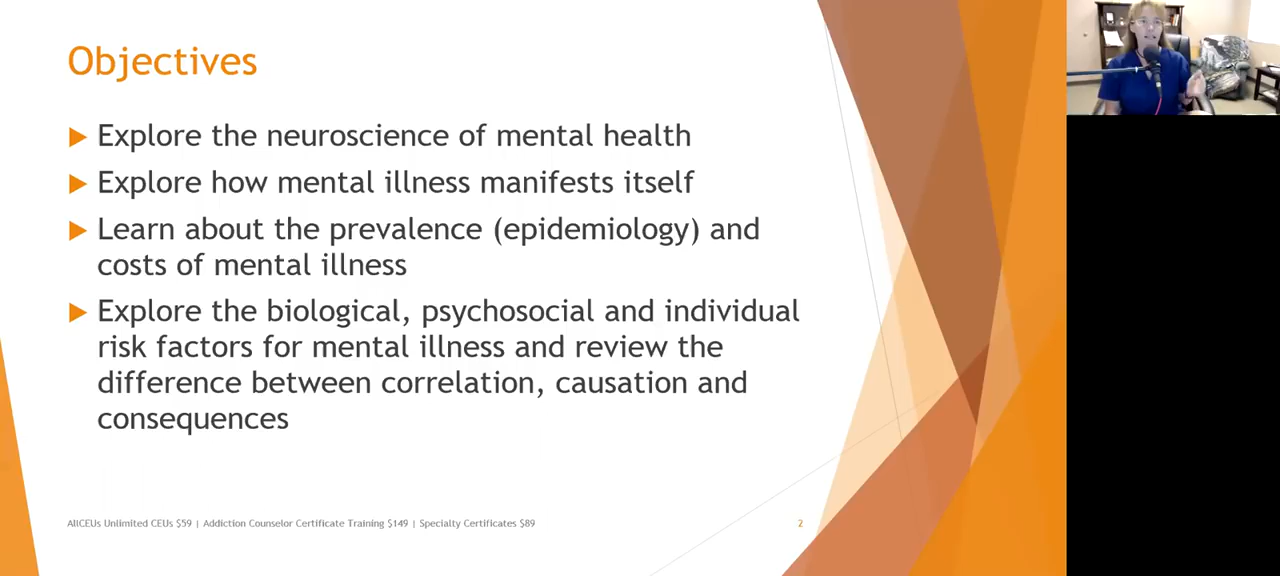 Objectives
Explore the neuroscience of mental health
Explore how mental illness manifests itself
Learn about the prevalence (epidemiology) and
costs of mental illness
Explore the biological, psychosocial and individual
risk factors for mental illness and review the
difference between correlation, causation and
consequences
AllCEUs Unlimited CEUs $59 | Addiction Counselor Certificate Training $149 | Specialty Certificates $89
2